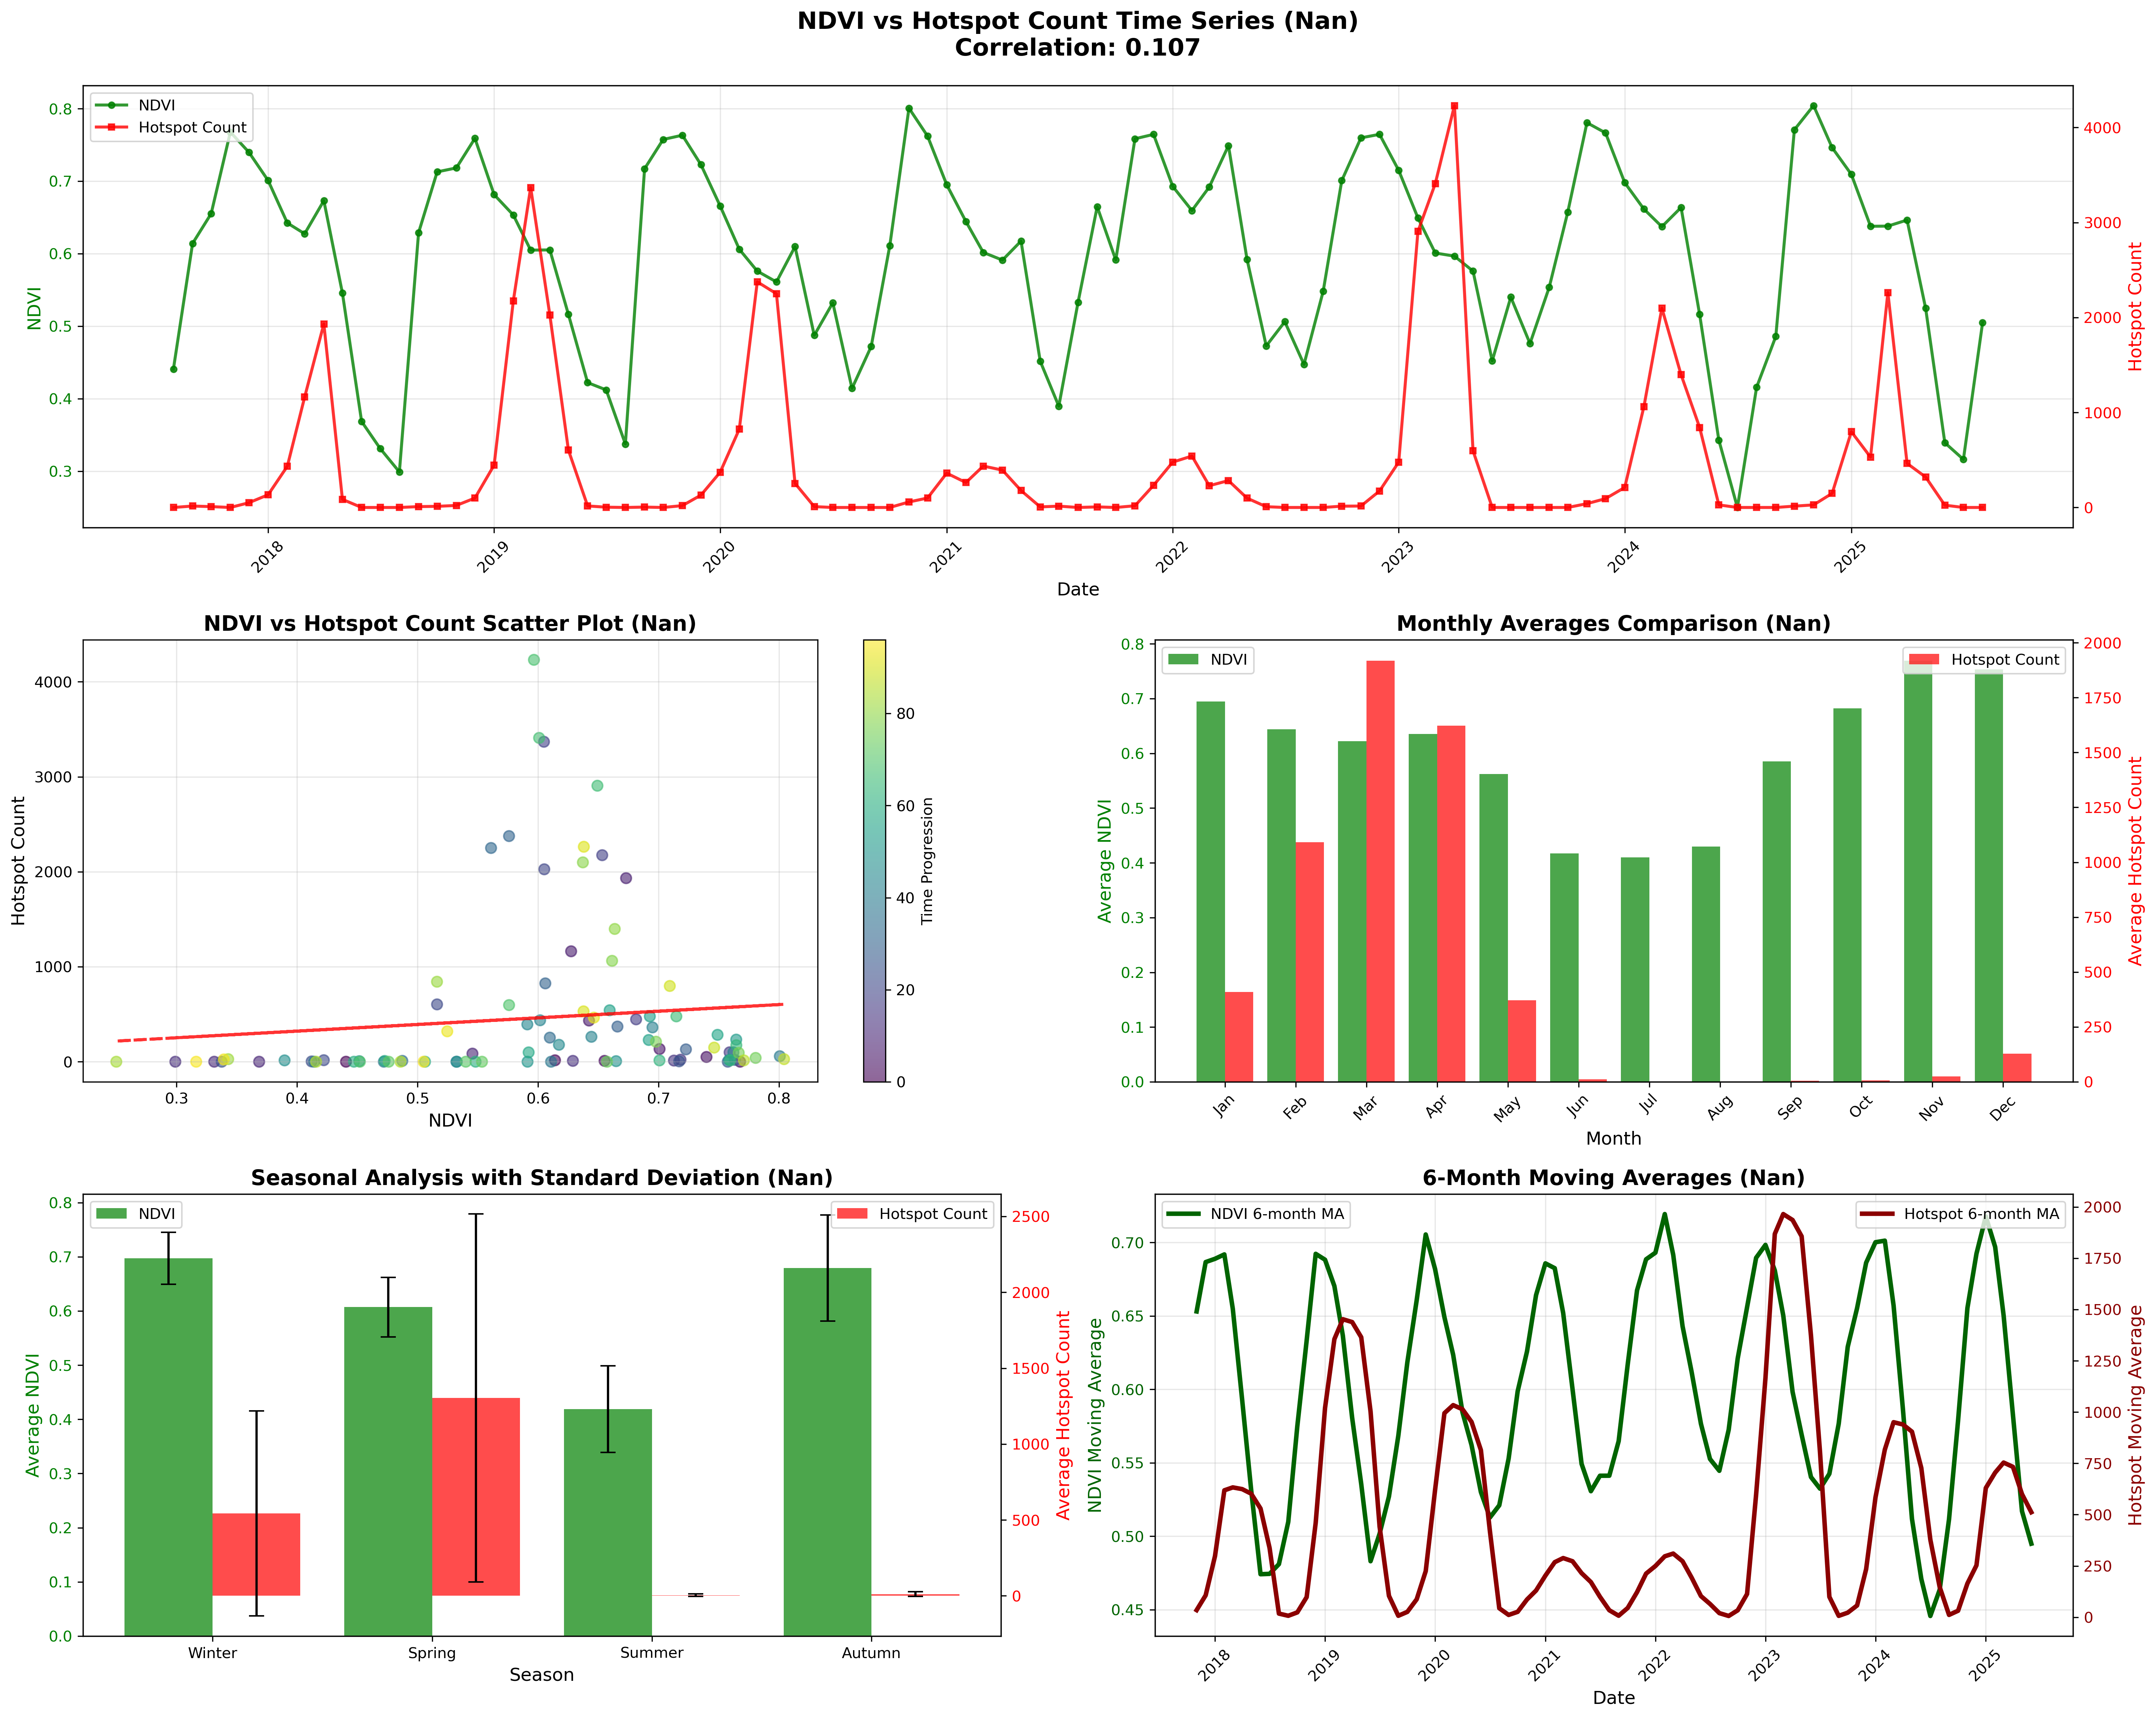 NDVI vs Hotspot Count Time Series (Nan)
Correlation: 0.107
NDVI
Hotspot Count
0.8
0.7
0.6
0.5
0.4
0.3
NDVI
4000
3000
2000
1000
0
Hotspot Count
2018
2019
2020
2021
2022
2023
2024
2025
Date
NDVI vs Hotspot Count Scatter Plot (Nan)
4000
3000
2000
1000
0
Hotspot Count
0.3
0.4
0.5
0.6
0.7
0.8
NDVI
80
60
40
20
0
Time Progression
Monthly Averages Comparison (Nan)
NDVI
Hotspot Count
0.8
0.7
0.6
0.5
0.4
0.3
0.2
0.1
0.0
Average NDVI
2000
1750
1500
1250
1000
750
500
250
0
Average Hotspot Count
Jan
Feb
Mar
Apr
May
Jun
Jul
Aug
Sep
Oct
Nov
Dec
Month
Seasonal Analysis with Standard Deviation (Nan)
NDVI
Hotspot Count
0.8
0.7
0.6
0.5
0.4
0.3
0.2
0.1
0.0
Average NDVI
2500
2000
1500
1000
500
0
Average Hotspot Count
Winter
Spring
Summer
Autumn
Season
6-Month Moving Averages (Nan)
NDVI 6-month MA
Hotspot 6-month MA
0.70
0.65
0.60
0.55
0.50
0.45
NDVI Moving Average
2000
1750
1500
1250
1000
750
500
250
0
Hotspot Moving Average
2018
2019
2020
2021
2022
2023
2024
2025
Date